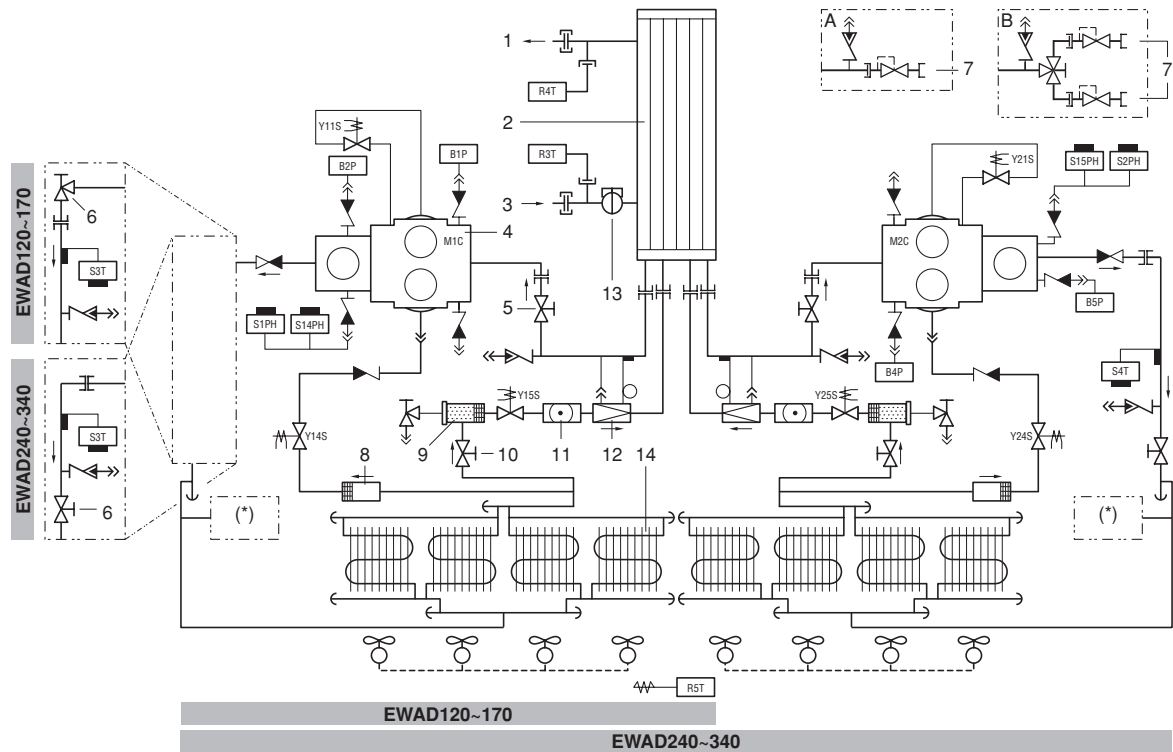 1
2
3
4
5
13
R4T
R3T
A
7
B
7
Y11S
B2P
B1P
M1C
S15PH
S2PH
Y21S
M2C
B5P
B4P
EWAD120~170
6
S3T
EWAD240~340
S3T
6
S1PH
S14PH
S4T
Y15S
Y25S
Y14S
Y24S
8
9
10
11
12
14
(*)
(*)
R5T
EWAD120~170
EWAD240~340